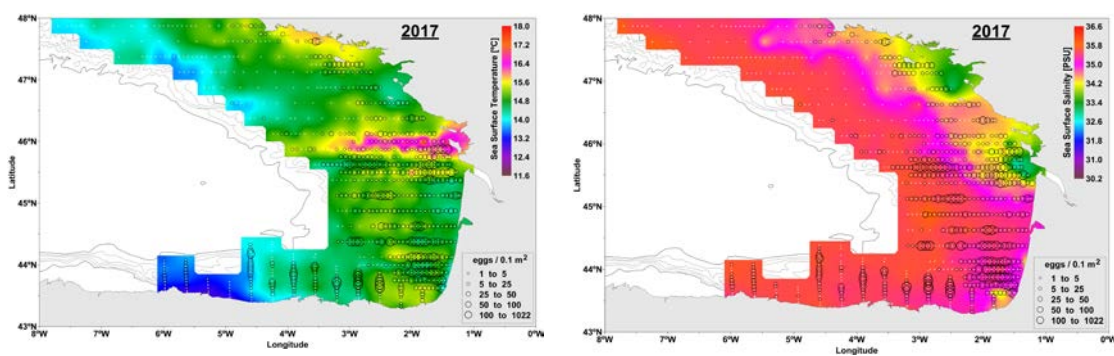 2017
48°N
47°N
46°N
45°N
44°N
43°N
Latitude
8°W 7°W 6°W 5°W 4°W 3°W 2°W 1°W 0°W
Longitude
Sea Surface Temperature [ºC]
18.0
17.2
16.4
15.6
14.8
14.0
13.2
12.4
11.6
eggs / 0.1 m²
1 to 5
5 to 25
25 to 50
50 to 100
100 to 1022
2017
48°N
47°N
46°N
45°N
44°N
43°N
Latitude
8°W 7°W 6°W 5°W 4°W 3°W 2°W 1°W 0°W
Longitude
Sea Surface Salinity [PSU]
36.6
35.8
35.0
34.2
33.4
32.6
31.8
31.0
30.2
eggs / 0.1 m²
1 to 5
5 to 25
25 to 50
50 to 100
100 to 1022